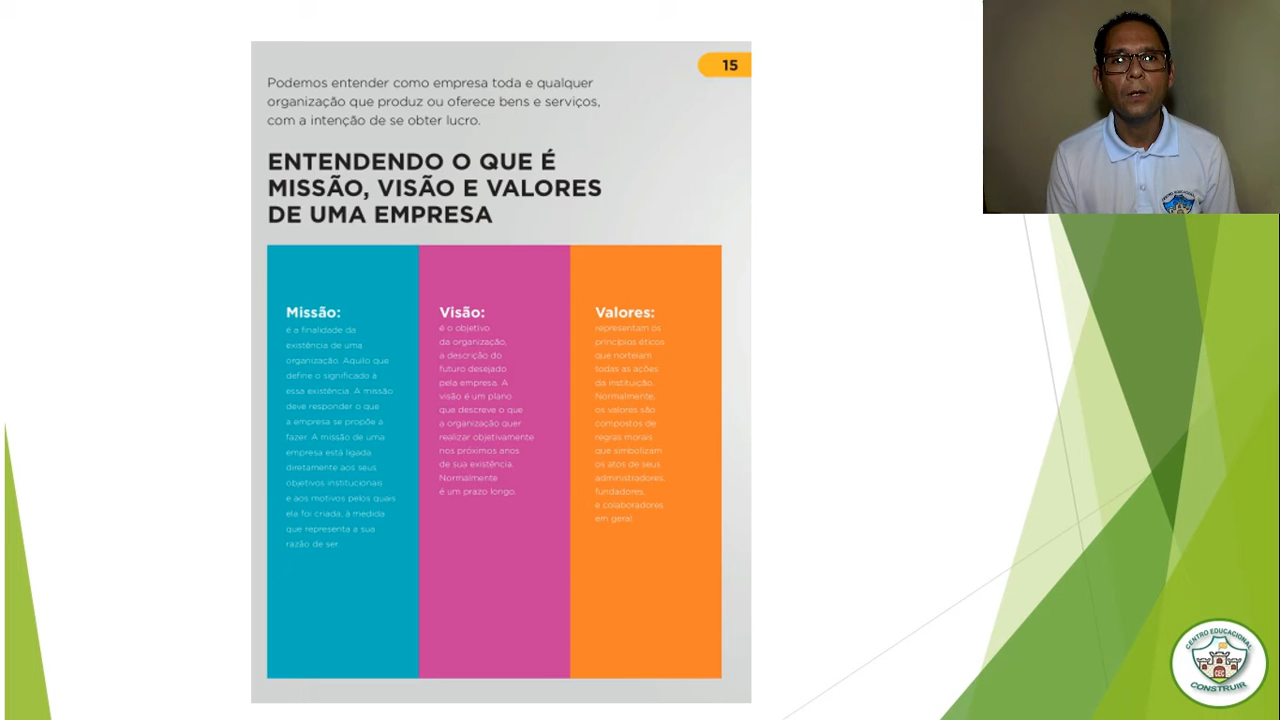 15
Podemos entender como empresa toda e qualquer
organização que produz ou oferece bens e serviços,
com a intenção de se obter lucro.
ENTENDENDO O QUE É
MISSÃO, VISÃO E VALORES
DE UMA EMPRESA
Missão:
é a finalidade da
existência de uma
organização. Aquilo que
define o significado a
essa existência. A missão
deve responder o que
a empresa se propõe a
fazer. A missão de uma
empresa está ligada
diretamente aos seus
objetivos institucionais
e aos motivos pelos quais
ela foi criada, à medida
que representa a sua
razão de ser.
Visão:
é o objetivo
da organização,
a descrição do
futuro desejado
pela empresa. A
visão é um plano
que descreve o que
a organização quer
realizar objetivamente
nos próximos anos
de sua existência.
Normalmente
é um prazo longo.
Valores:
representam os
princípios éticos
que norteiam
todas as ações
da instituição.
Normalmente,
os valores são
compostos de
regras morais
que simbolizam
os atos de seus
administradores,
fundadores,
e colaboradores
em geral.
CENTRO EDUCACIONAL
CEC
CONSTRUIR